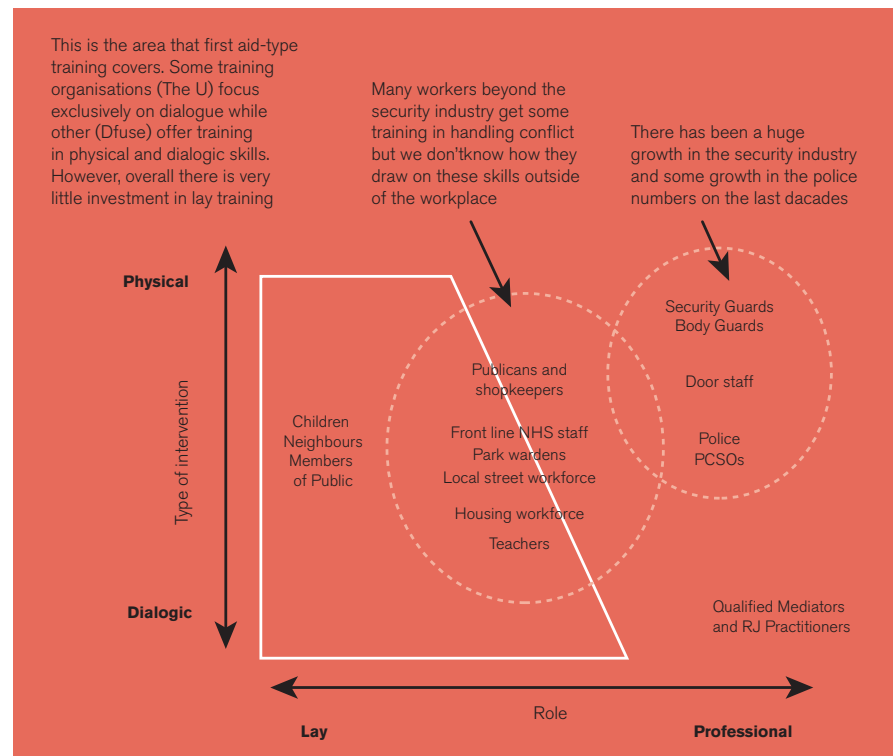 This is the area that first aid-type
training covers. Some training
organisations (The U) focus
exclusively on dialogue while
other (Dfuse) offer training
in physical and dialogic skills.
However, overall there is very
little investment in lay training
Many workers beyond the
security industry get some
training in handling conflict
but we don'tknow how they
draw on these skills outside
of the workplace
There has been a huge
growth in the security industry
and some growth in the police
numbers on the last dacades
Physical
Type of intervention
Dialogic
Children
Neighbours
Members
of Public
Publicans and
shopkeepers
Front line NHS staff
Park wardens
Local street workforce
Housing workforce
Teachers
Security Guards
Body Guards
Door staff
Police
PCSOs
Qualified Mediators
and RJ Practitioners
Role
Lay
Professional